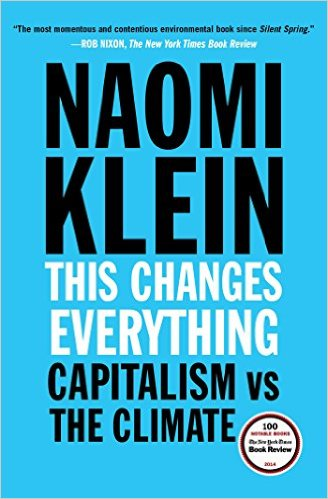 "The most momentous and contentious environmental book since Silent Spring."
—ROB NIXON, The New York Times Book Review
NAOMI
KLEIN
THIS CHANGES
EVERYTHING
CAPITALISM VS
THE CLIMATE
100
NOTABLE BOOKS
The New York Times
Book Review
2014